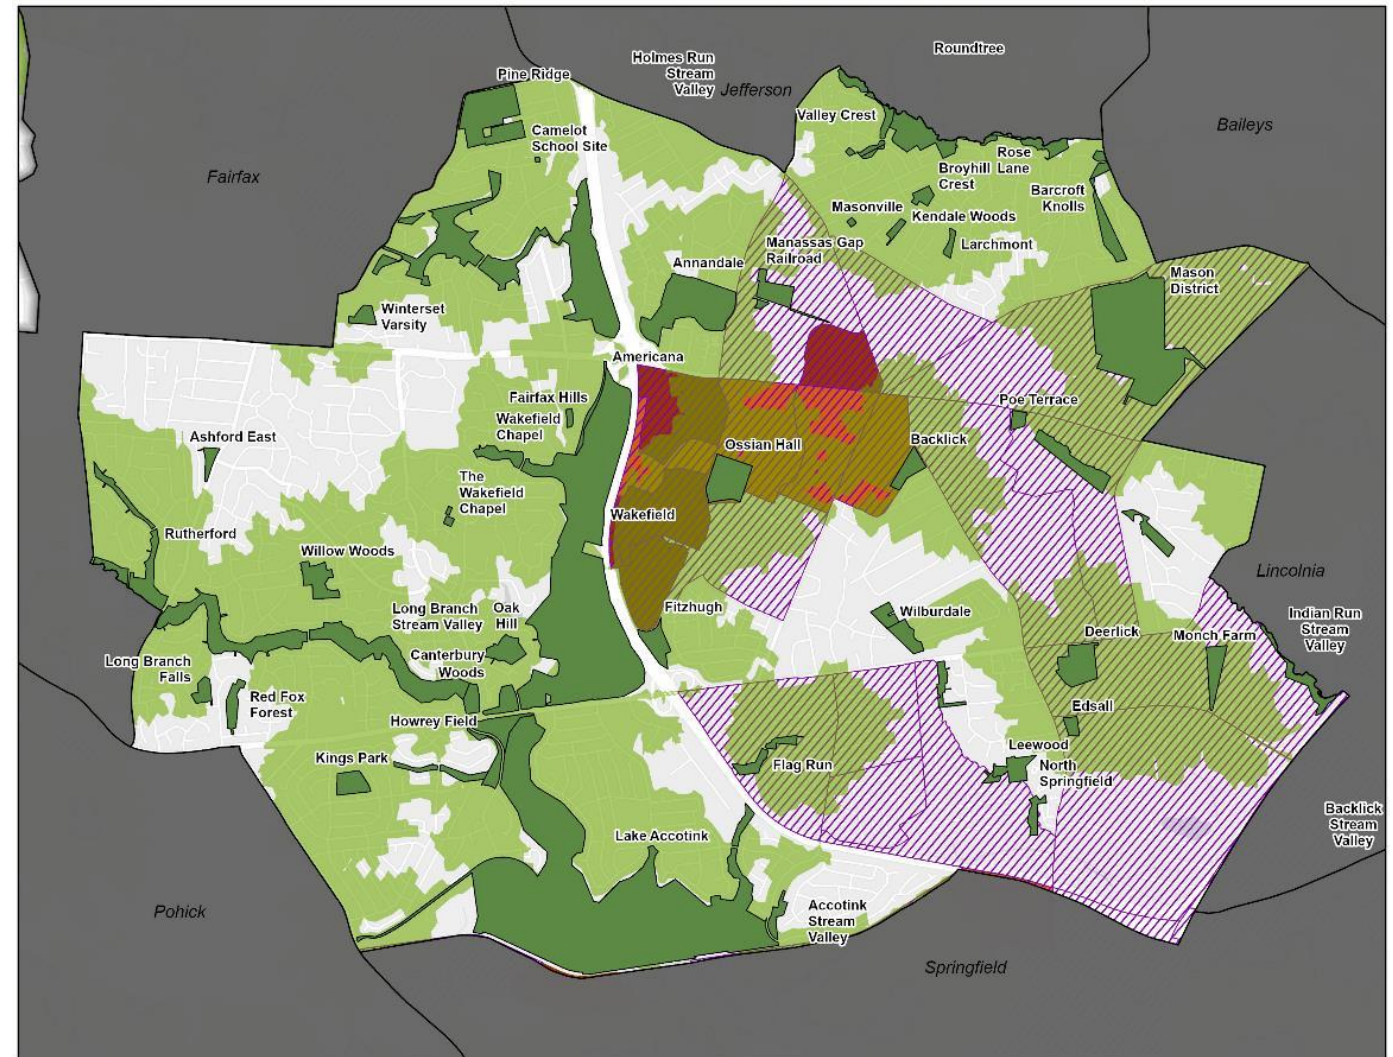 Roundtree
Holmes Run
Stream
Valley
Jefferson
Pine Ridge
Baileys
Valley Crest
Camelot
School Site
Rose
Lane
Broyhill
Crest
Fairfax
Barcroft
Knolls
Masonville
Kendale Woods
Larchmont
Manassas Gap
Railroad
Annandale
Mason
District
Winterset
Varsity
Americana
Fairfax Hills
Wakefield
Chapel
Poe Terrace
Ashford East
Ossian Hall
Backlick
The
Wakefield
Chapel
Wakefield
Rutherford
Willow Woods
Lincolnia
Long Branch
Stream Valley
Oak
Hill
Fitzhugh
Wilburdale
Indian Run
Stream
Valley
Deerlick
Monch Farm
Canterbury
Woods
Long Branch
Falls
Red Fox
Forest
Howrey Field
Edsall
Kings Park
Flag Run
Leewood
North
Springfield
Lake Accotink
Backlick
Stream
Valley
Accotink
Stream
Valley
Pohick
Springfield